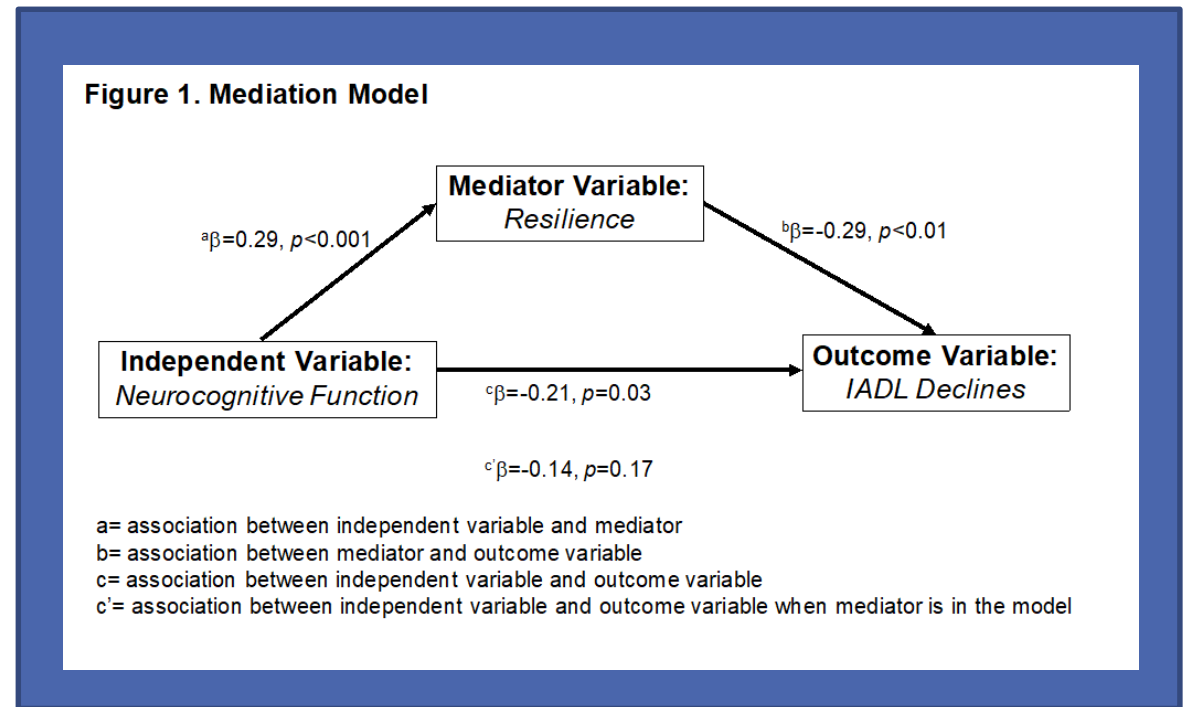 Figure 1. Mediation Model
Mediator Variable:
Resilience
aβ=0.29, p<0.001
bβ=-0.29, p<0.01
Independent Variable:
Neurocognitive Function
Outcome Variable:
IADL Declines
cβ=-0.21, p=0.03
c'β=-0.14, p=0.17
a= association between independent variable and mediator
b= association between mediator and outcome variable
c= association between independent variable and outcome variable
c’= association between independent variable and outcome variable when mediator is in the model